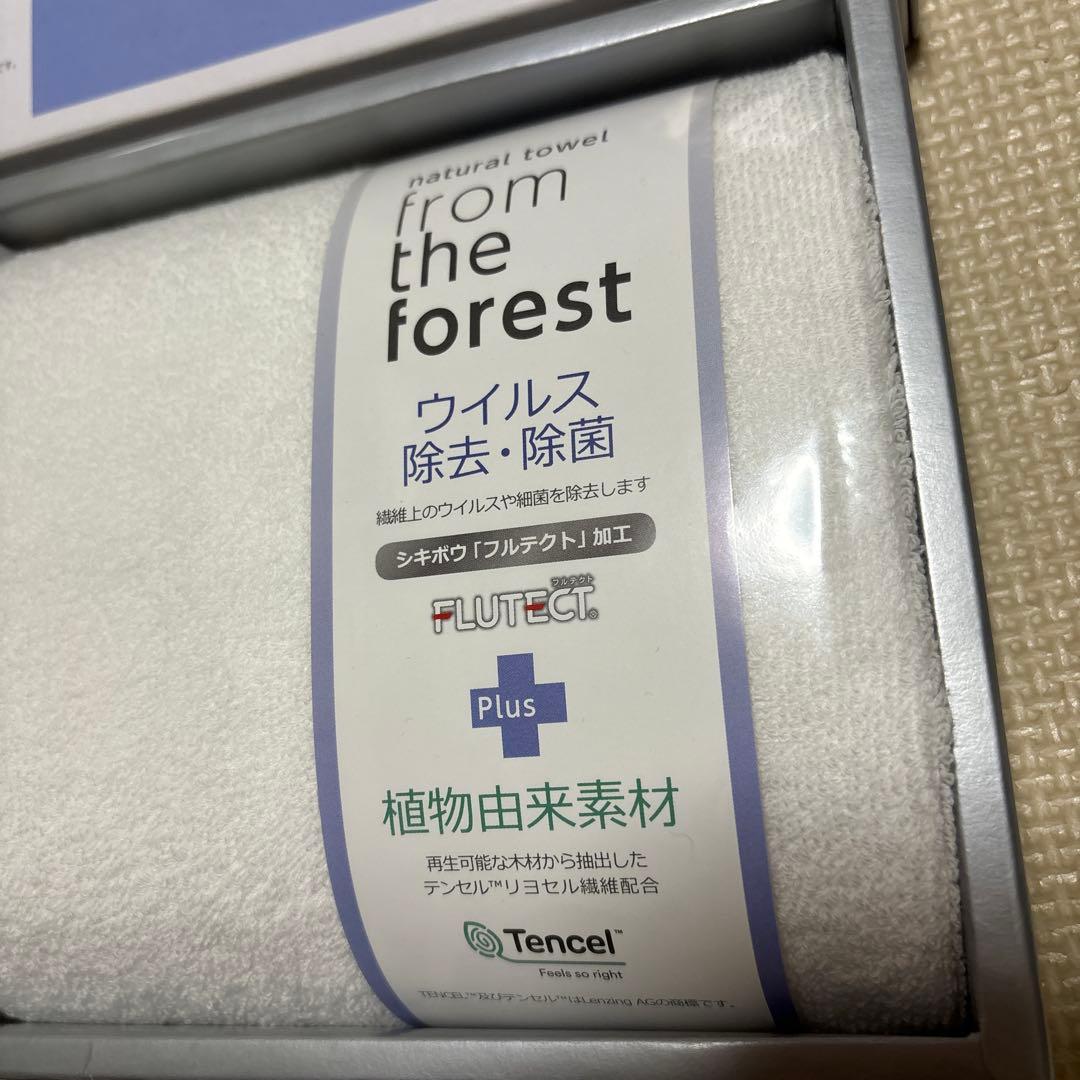 natural towel
from
the
forest
ウイルス
除去・除菌
繊維上のウイルスや細菌を除去します
シキボウ「フルテクト」加工
フルテクト
FLUTECT®
Plus
植物由来素材
再生可能な木材から抽出した
テンセル™リヨセル繊維配合
Tencel™
Feels so right
TENCEL™及びテンセル™はLenzing AGの商標です。